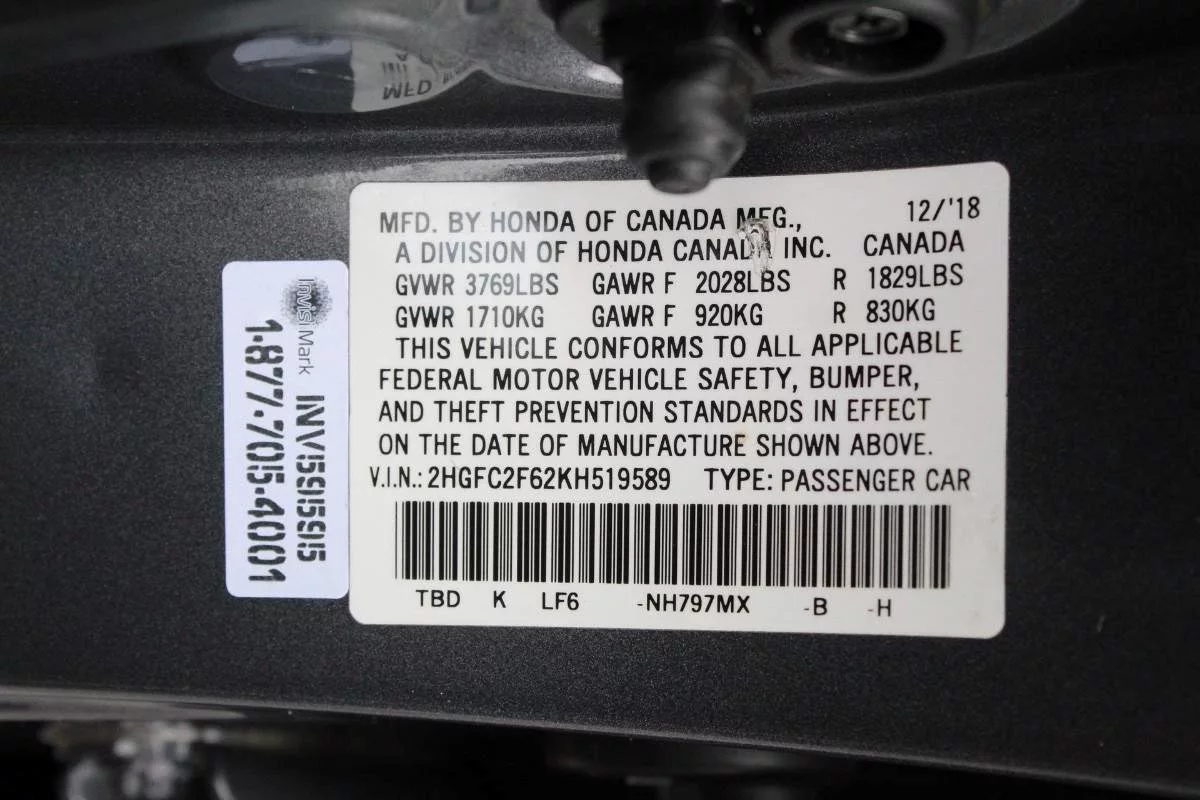 MFD. BY HONDA OF CANADA MFG., 12/'18
A DIVISION OF HONDA CANADA INC. CANADA
GVWR 3769LBS GAWR F 2028LBS R 1829LBS
GVWR 1710KG GAWR F 920KG R 830KG
THIS VEHICLE CONFORMS TO ALL APPLICABLE
FEDERAL MOTOR VEHICLE SAFETY, BUMPER,
AND THEFT PREVENTION STANDARDS IN EFFECT
ON THE DATE OF MANUFACTURE SHOWN ABOVE.
V.I.N.: 2HGFC2F62KH519589 TYPE: PASSENGER CAR
TBD K LF6 -NH797MX -B -H
InvisiMark INV59595
1-877-705-4001
MFD